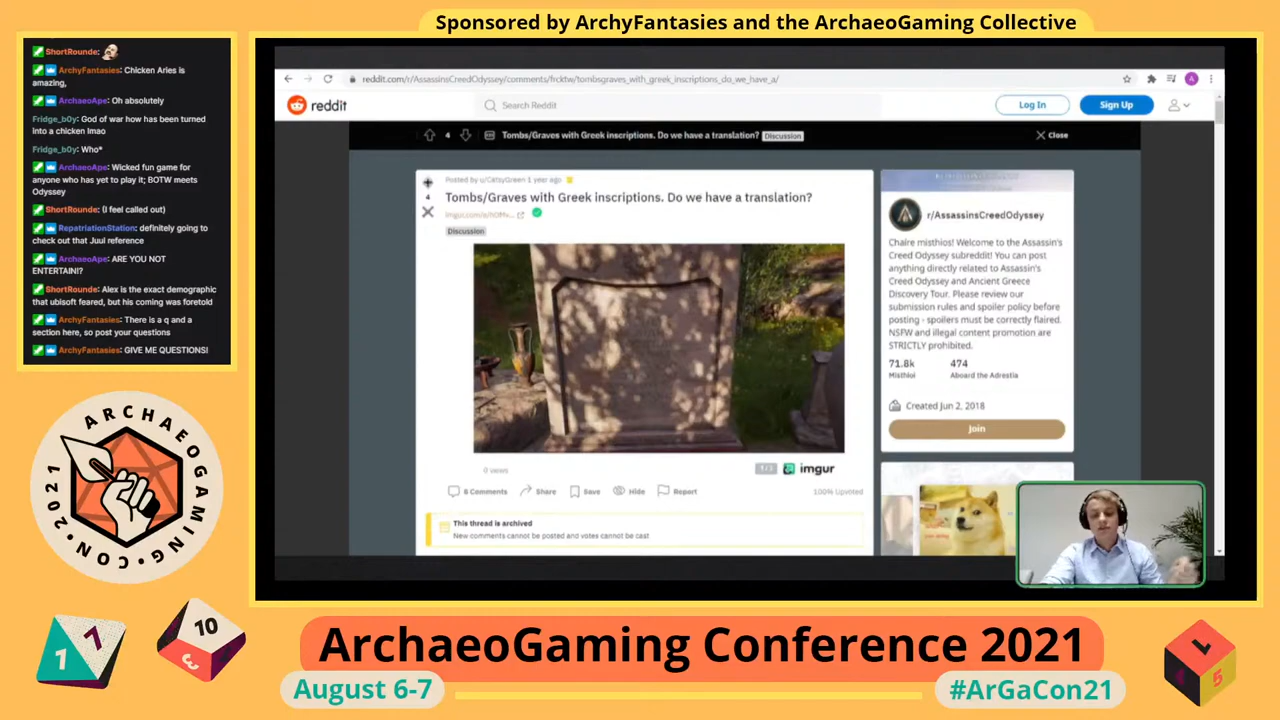 Sponsored by ArchyFantasies and the ArchaeoGaming Collective
ShortRounde:
ArchyFantasies: Chicken Aries is
amazing,
ArchaeoApe: Oh absolutely
Fridge_b0y: God of war how has been turned
into a chicken lmao
Fridge_b0y: Who*
ArchaeoApe: Wicked fun game for
anyone who has yet to play it; BOTW meets
Odyssey
ShortRounde: (I feel called out)
RepatriationStation: definitely going to
check out that Juul reference
ArchaeoApe: ARE YOU NOT
ENTERTAIN!?
ShortRounde: Alex is the exact demographic
that ubisoft feared, but his coming was foretold
ArchyFantasies: There is a q and a
section here, so post your questions
ArchyFantasies: GIVE ME QUESTIONS!
reddit.com/r/AssassinsCreedOdyssey/comments/frcktw/tombsgraves_with_greek_inscriptions_do_we_have_a/
A
reddit
Search Reddit
Log In
Sign Up
4
Tombs/Graves with Greek inscriptions. Do we have a translation?
Discussion
Close
1 year ago
4
Tombs/Graves with Greek inscriptions. Do we have a translation?
Discussion
0 views
1/3
imgur
6 Comments
Share
Save
Hide
Report
100% Upvoted
This thread is archived
New comments cannot be posted and votes cannot be cast
r/AssassinsCreedOdyssey
Chaire misthios! Welcome to the Assassin's
Creed Odyssey subreddit! You can post
anything directly related to Assassin's
Creed Odyssey and Ancient Greece
Discovery Tour. Please review our
submission rules and spoiler policy before
posting - spoilers must be correctly flaired.
NSFW and illegal content promotion are
STRICTLY prohibited.
71.8k
474
Misthioi
Aboard the Adrestia
Created Jun 2, 2018
Join
ARCHAEOGAMING
CON
2021
1
7
10
3
ArchaeoGaming Conference 2021
August 6-7
#ArGaCon21
5